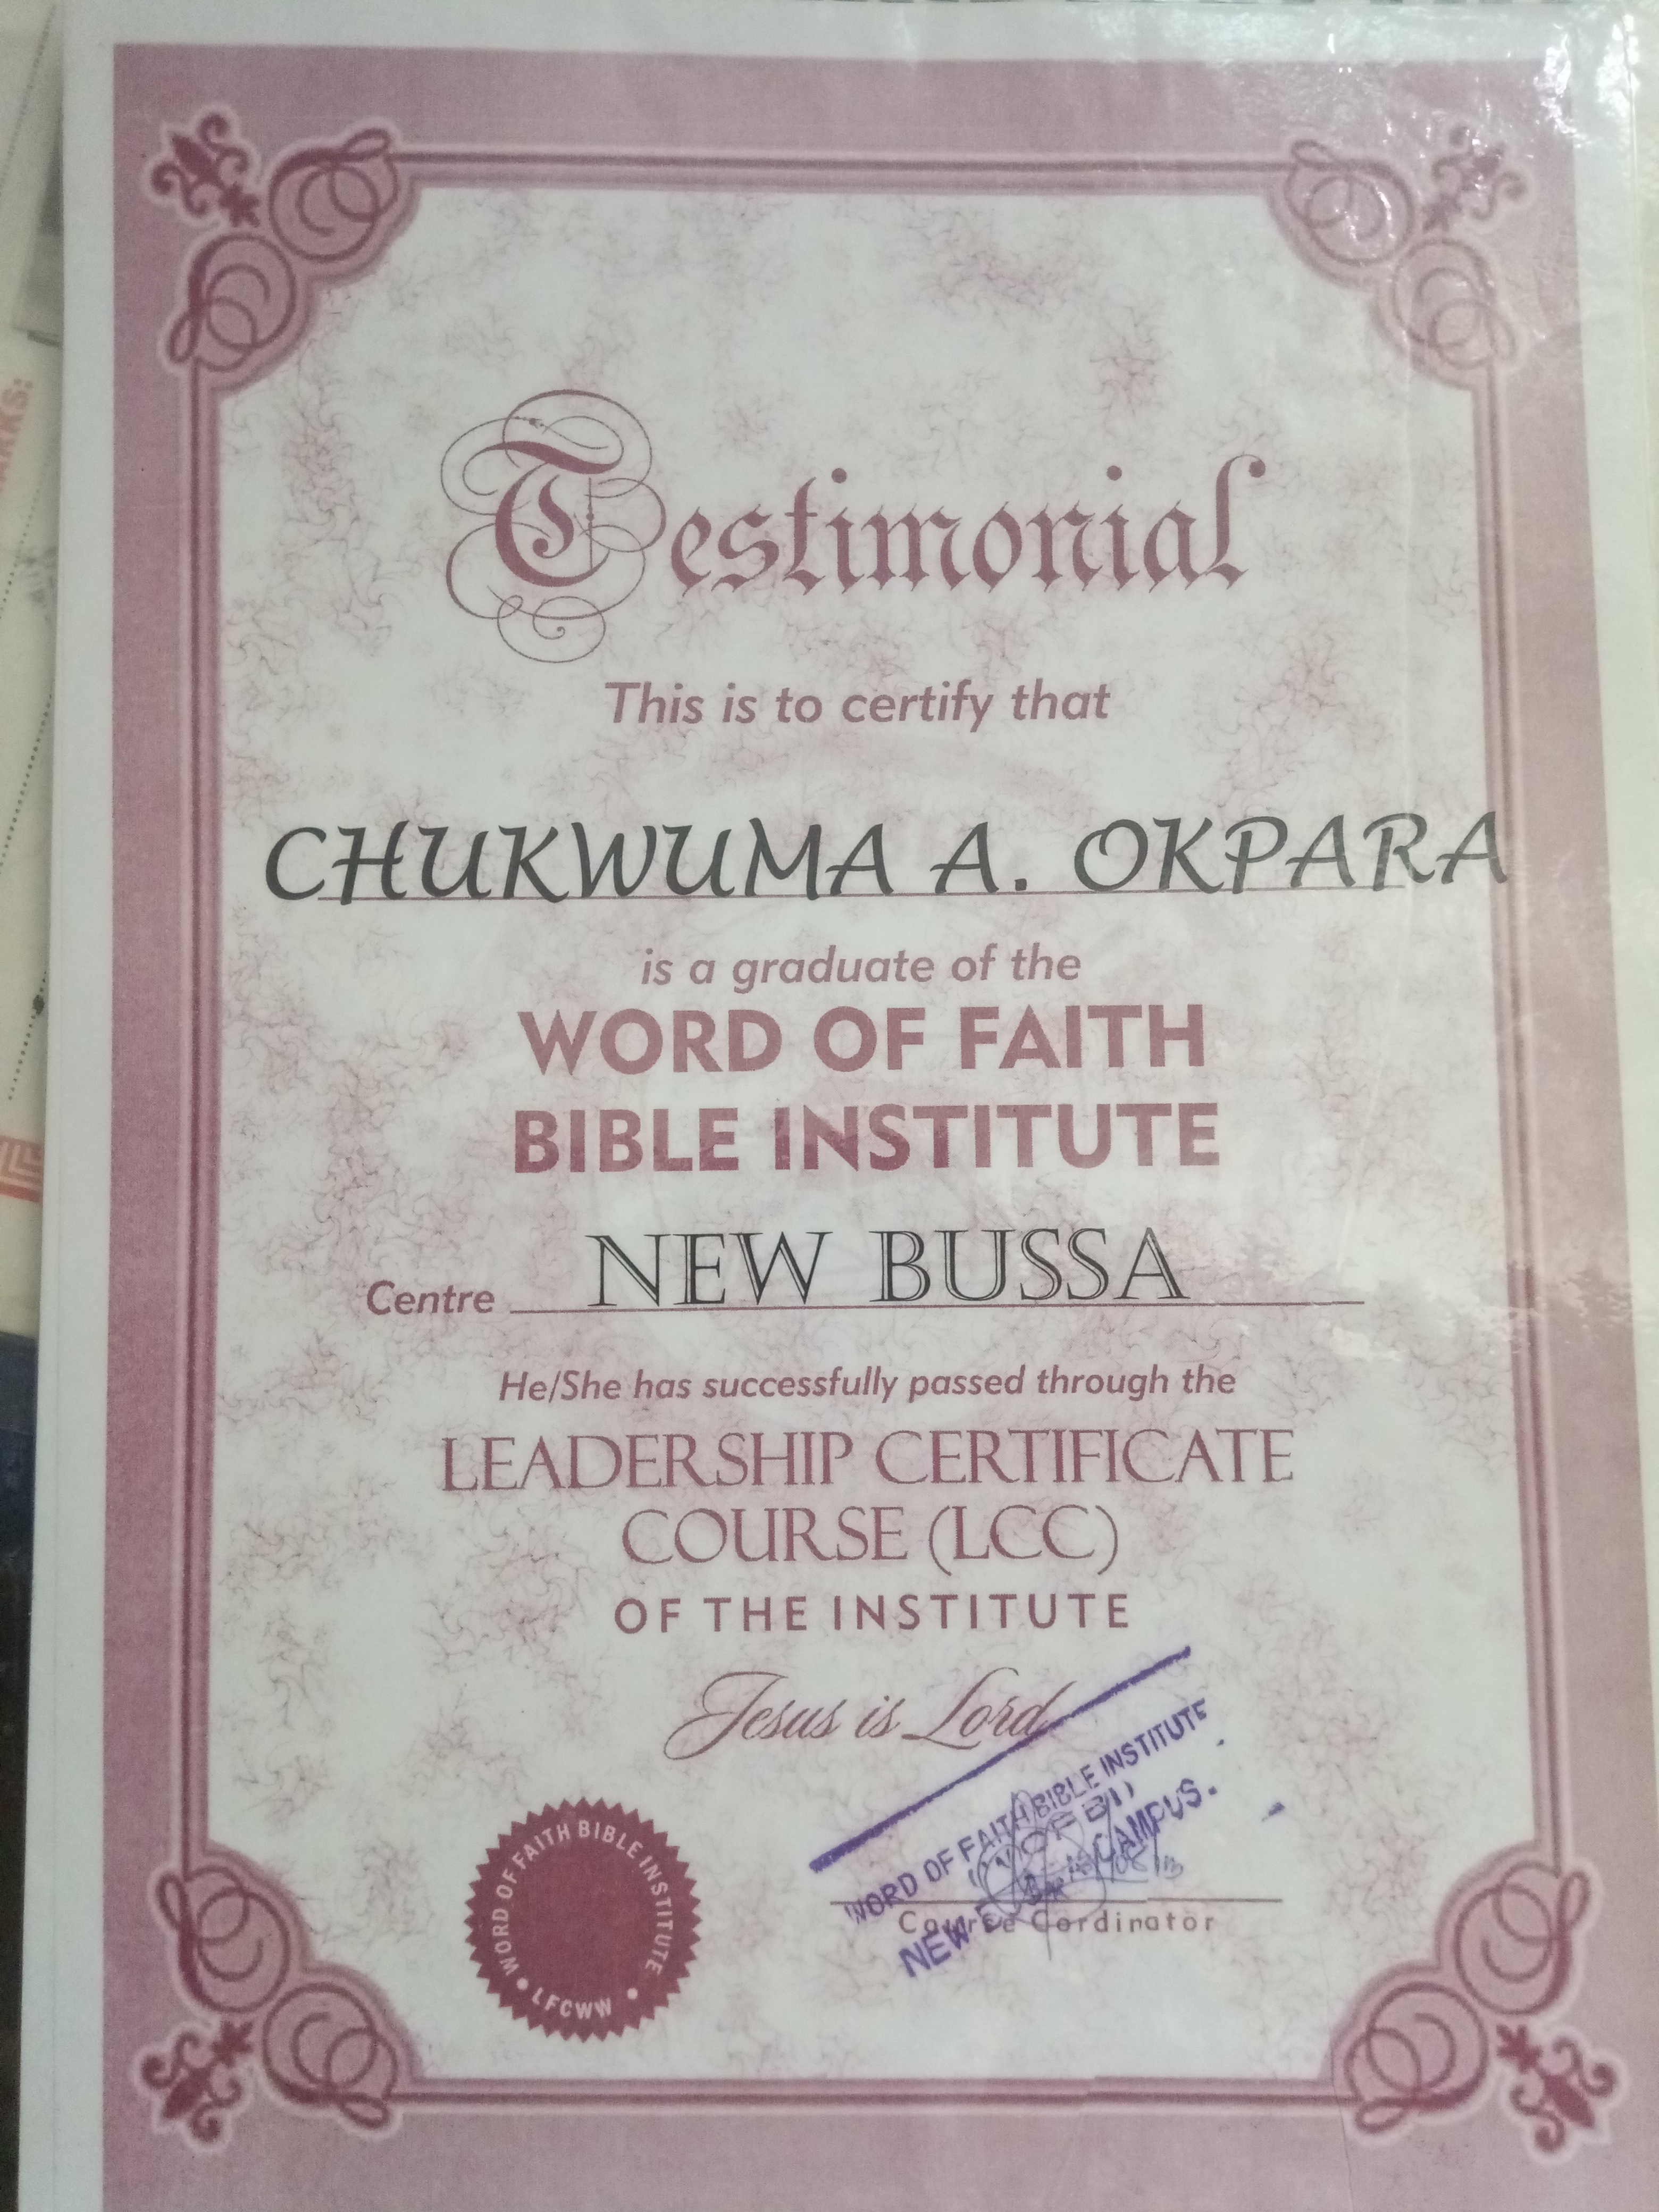 Testimonial
This is to certify that
CHUKWUMA A. OKPARA
is a graduate of the
WORD OF FAITH
BIBLE INSTITUTE
Centre NEW BUSSA
He/She has successfully passed through the
LEADERSHIP CERTIFICATE
COURSE (LCC)
OF THE INSTITUTE
Jesus is Lord
WORD OF FAITH BIBLE INSTITUTE
NEW CAMPUS.
Course Cordinator
WORD OF FAITH BIBLE INSTITUTE
• LFCWW •